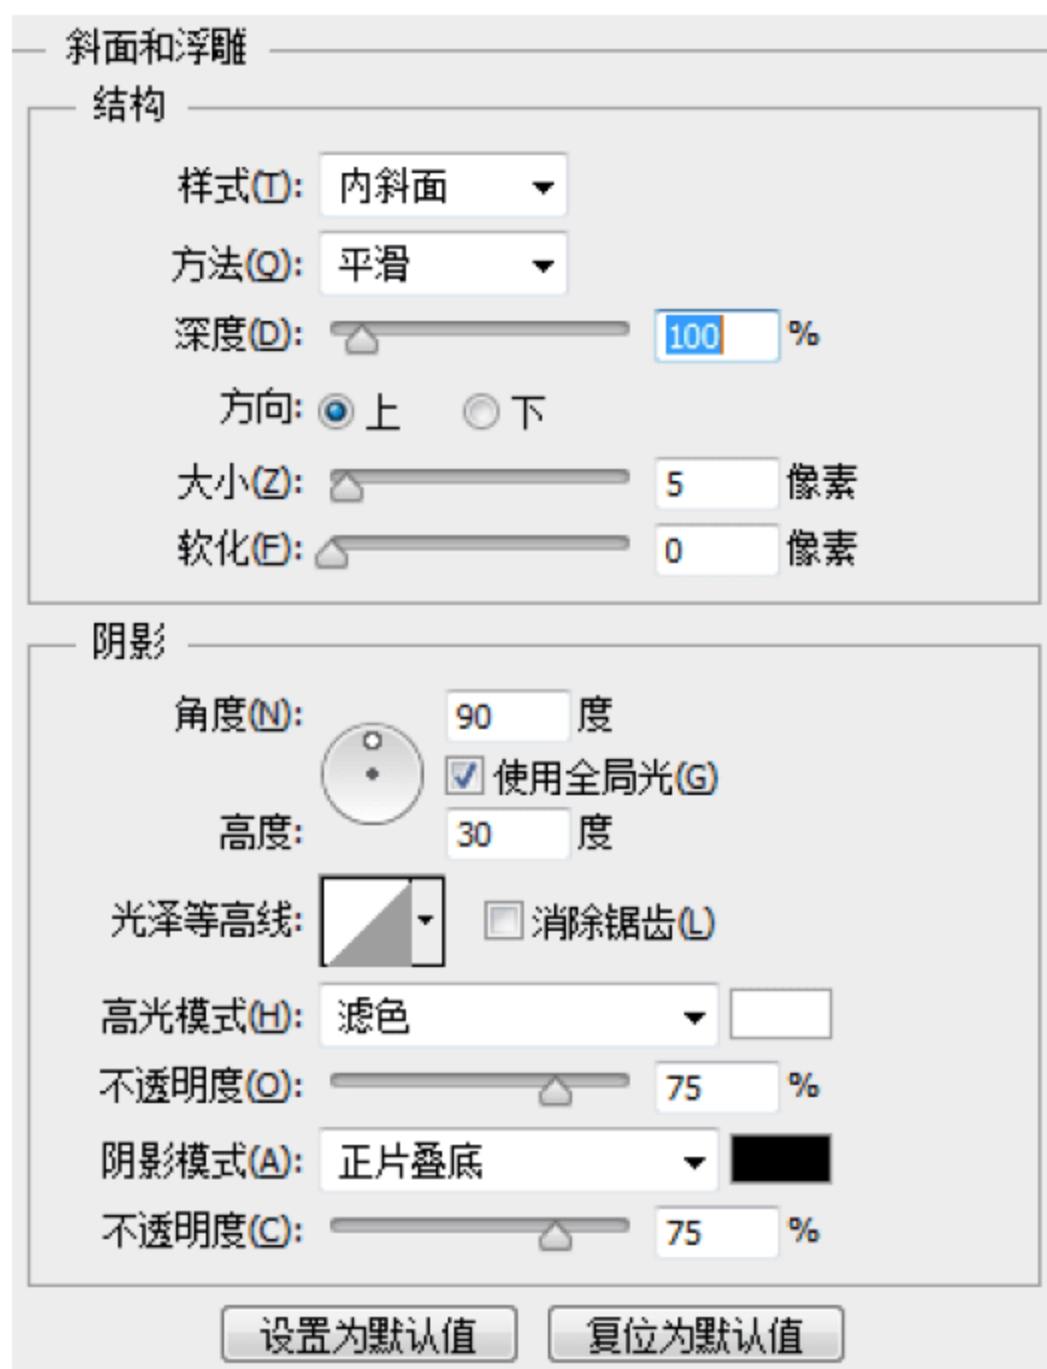 斜面和浮雕
结构
样式(T): 内斜面
方法(Q): 平滑
深度(D): 100 %
方向: 上 下
大小(Z): 5 像素
软化(F): 0 像素
阴影
角度(N): 90 度
使用全局光(G)
高度: 30 度
光泽等高线: 消除锯齿(L)
高光模式(H): 滤色
不透明度(O): 75 %
阴影模式(A): 正片叠底
不透明度(C): 75 %
设置为默认值 复位为默认值